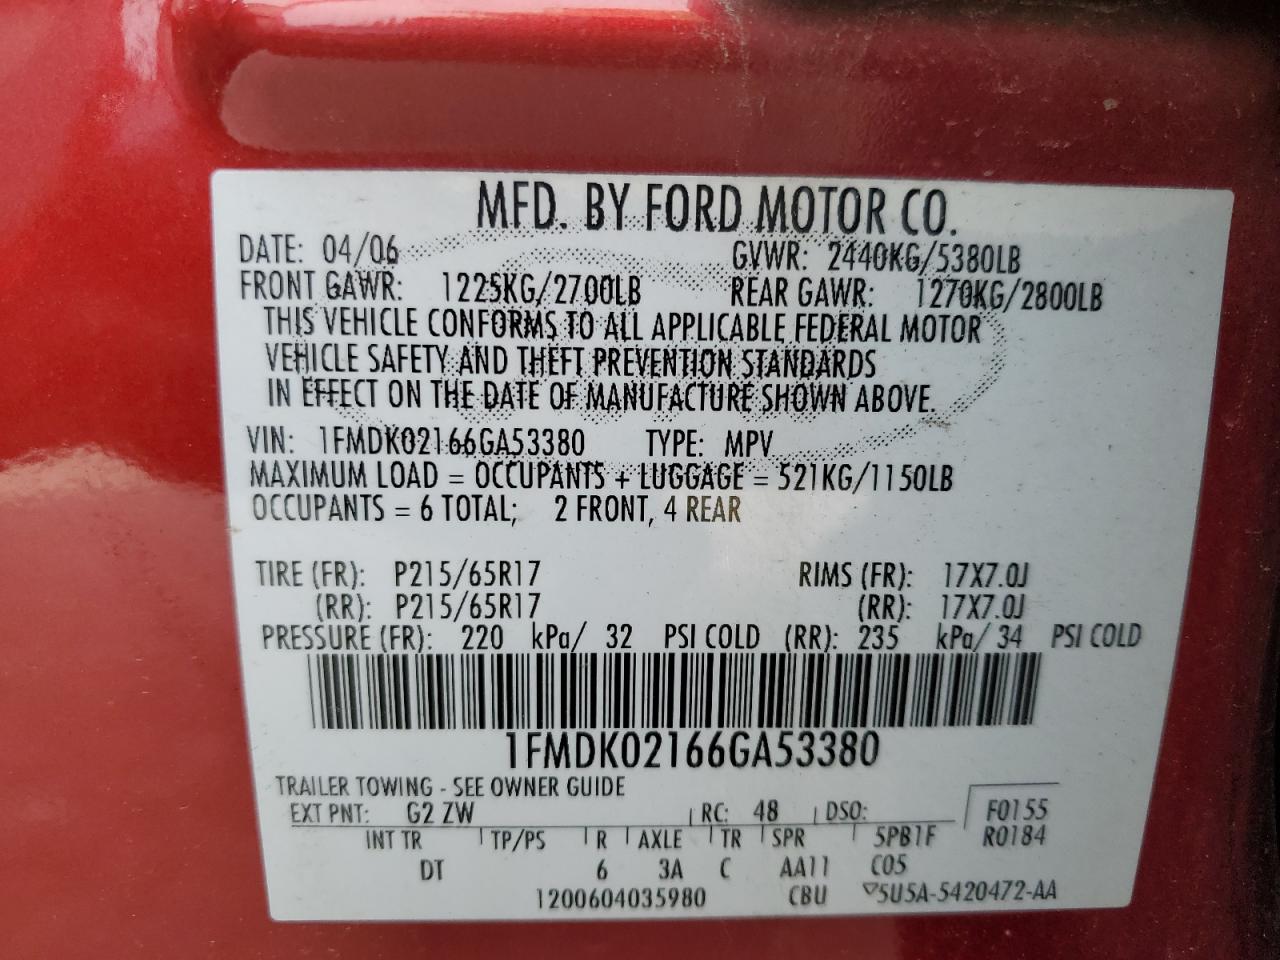 MFD. BY FORD MOTOR CO.
DATE: 04/06 GVWR: 2440KG/5380LB
FRONT GAWR: 1225KG/2700LB REAR GAWR: 1270KG/2800LB
THIS VEHICLE CONFORMS TO ALL APPLICABLE FEDERAL MOTOR
VEHICLE SAFETY AND THEFT PREVENTION STANDARDS
IN EFFECT ON THE DATE OF MANUFACTURE SHOWN ABOVE.
VIN: 1FMDK02166GA53380 TYPE: MPV
MAXIMUM LOAD = OCCUPANTS + LUGGAGE = 521KG/1150LB
OCCUPANTS = 6 TOTAL; 2 FRONT, 4 REAR
TIRE (FR): P215/65R17 RIMS (FR): 17X7.0J
(RR): P215/65R17 (RR): 17X7.0J
PRESSURE (FR): 220 kPa/ 32 PSI COLD (RR): 235 kPa/ 34 PSI COLD
1FMDK02166GA53380
TRAILER TOWING - SEE OWNER GUIDE
EXT PNT: G2 ZW RC: 48 DSO: F0155
INT TR TP/PS R AXLE TR SPR 5PB1F R0184
DT 6 3A C AA11 C05
1200604035980 CBU ▽5U5A-5420472-AA